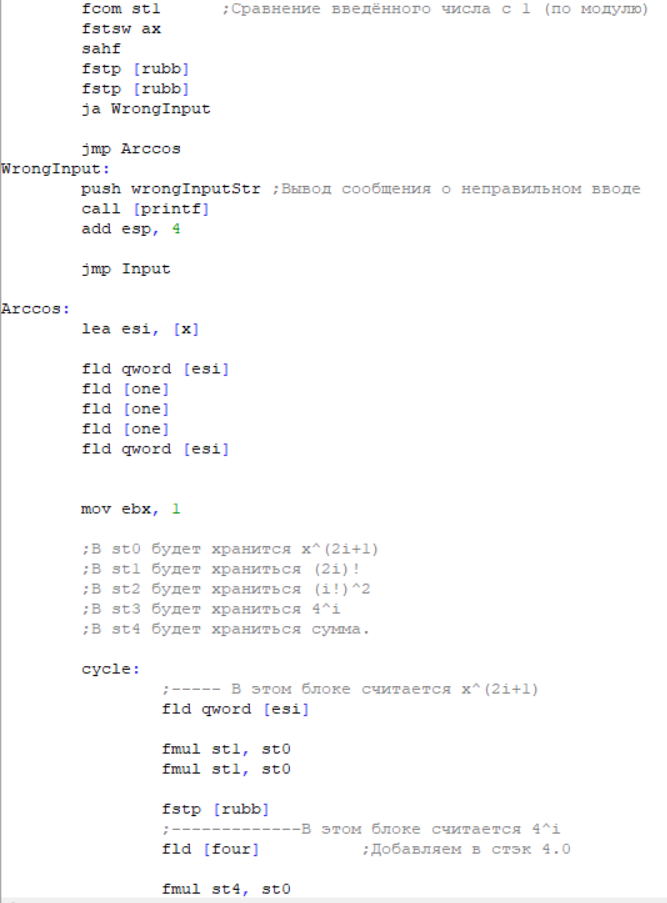 fcom st1 ;Сравнение введённого числа с 1 (по модулю)
fstsw ax
sahf
fstp [rubb]
fstp [rubb]
ja WrongInput
jmp Arccos
WrongInput:
push wrongInputStr ;Вывод сообщения о неправильном вводе
call [printf]
add esp, 4
jmp Input
Arccos:
lea esi, [x]
fld qword [esi]
fld [one]
fld [one]
fld [one]
fld qword [esi]
mov ebx, 1
;В st0 будет хранится x^(2i+1)
;В st1 будет храниться (2i)!
;В st2 будет храниться (i!)^2
;В st3 будет храниться 4^i
;В st4 будет храниться сумма.
cycle:
;----- В этом блоке считается x^(2i+1)
fld qword [esi]
fmul st1, st0
fmul st1, st0
fstp [rubb]
;-------------В этом блоке считается 4^i
fld [four] ;Добавляем в стэк 4.0
fmul st4, st0